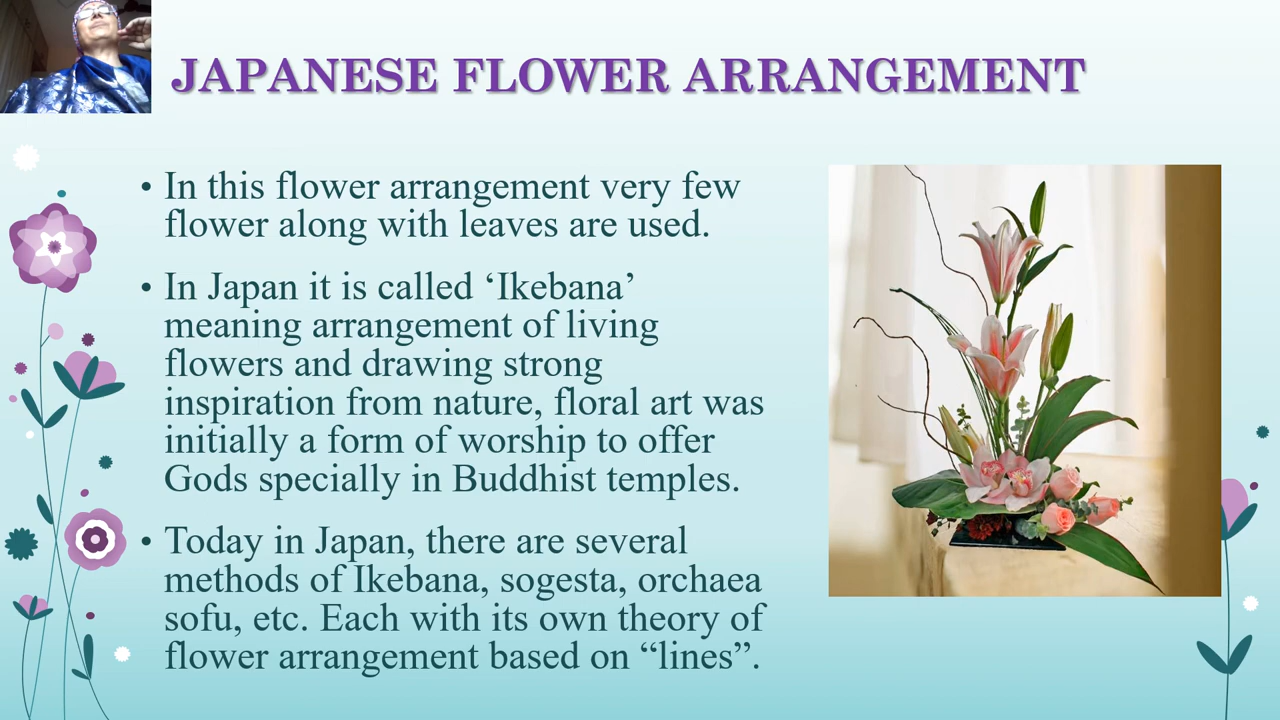 JAPANESE FLOWER ARRANGEMENT
• In this flower arrangement very few
flower along with leaves are used.
• In Japan it is called ‘Ikebana’
meaning arrangement of living
flowers and drawing strong
inspiration from nature, floral art was
initially a form of worship to offer
Gods specially in Buddhist temples.
• Today in Japan, there are several
methods of Ikebana, sogesta, orchaea
sofu, etc. Each with its own theory of
flower arrangement based on “lines”.